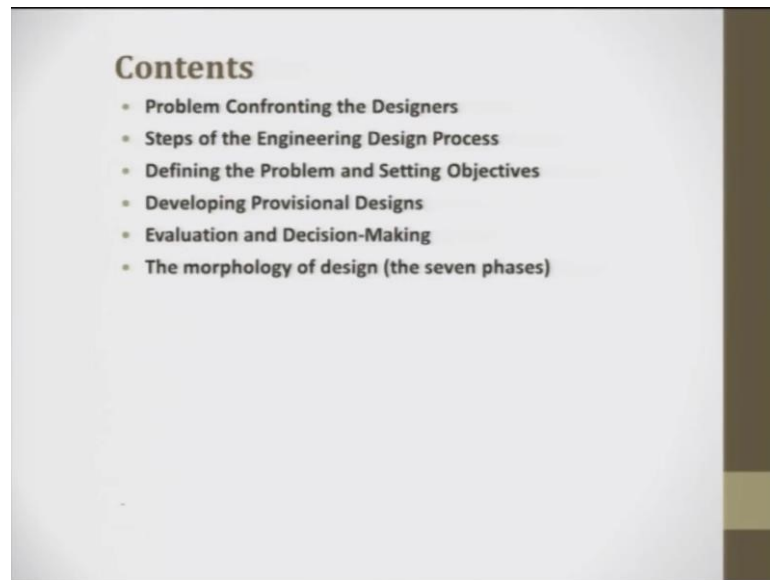 Contents
• Problem Confronting the Designers
• Steps of the Engineering Design Process
• Defining the Problem and Setting Objectives
• Developing Provisional Designs
• Evaluation and Decision-Making
• The morphology of design (the seven phases)